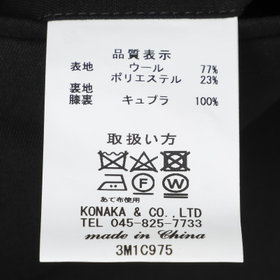 品質表示
表地 ウール 77%
ポリエステル 23%
裏地
膝裏 キュプラ 100%
取扱い方
P W
あて布使用
KONAKA & CO., LTD
TEL 045-825-7733
made in China
3M1C975